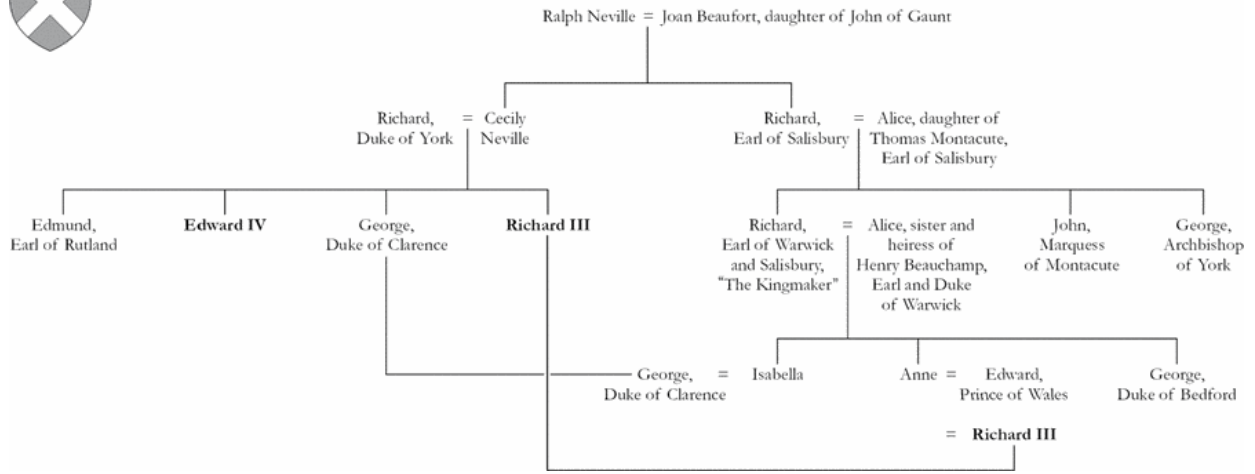 Ralph Neville = Joan Beaufort, daughter of John of Gaunt
Richard,
Duke of York
=
Cecily
Neville
Richard,
Earl of Salisbury
=
Alice, daughter of
Thomas Montacute,
Earl of Salisbury
Edmund,
Earl of Rutland
Edward IV
George,
Duke of Clarence
Richard III
Richard,
Earl of Warwick
and Salisbury,
"The Kingmaker"
=
Alice, sister and
heiress of
Henry Beauchamp,
Earl and Duke
of Warwick
John,
Marquess
of Montacute
George,
Archbishop
of York
George,
Duke of Clarence
=
Isabella
Anne
=
Edward,
Prince of Wales
George,
Duke of Bedford
= Richard III